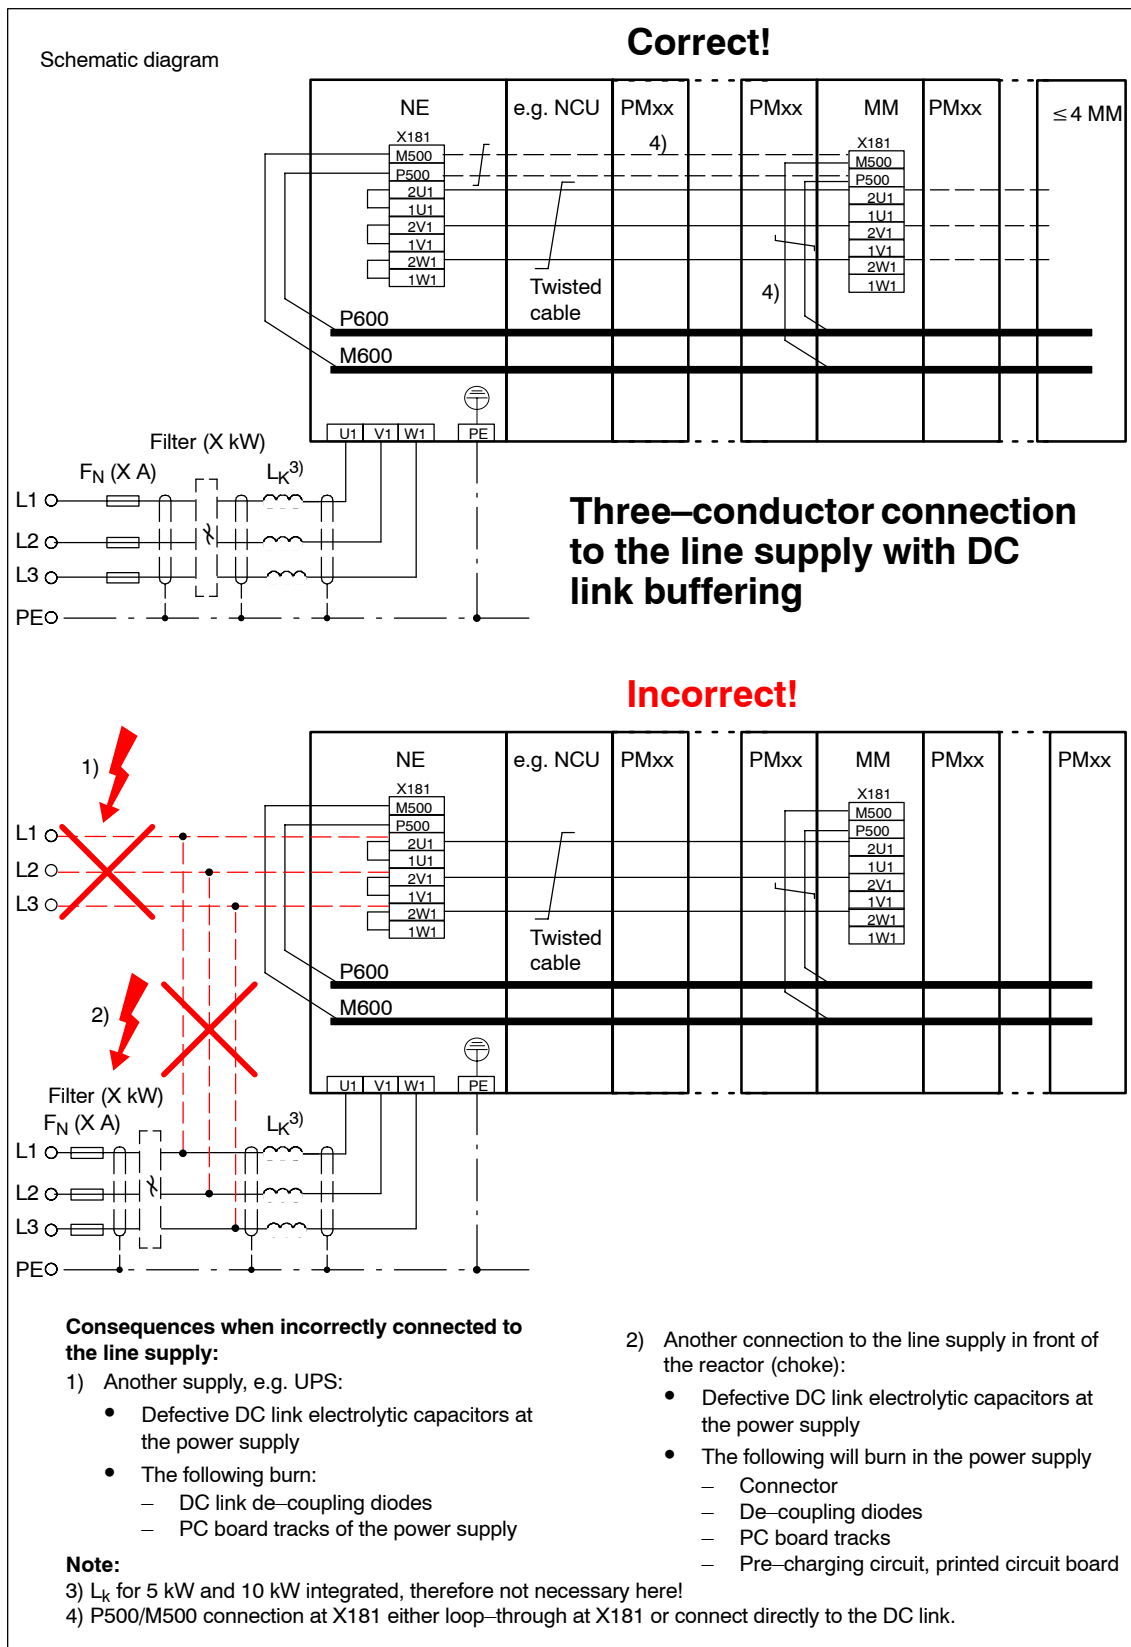 Correct!
Schematic diagram
NE
e.g. NCU
PMxx
PMxx
MM
PMxx
≤ 4 MM
X181
M500
P500
2U1
1U1
2V1
1V1
2W1
1W1
4)
X181
M500
P500
2U1
1U1
2V1
1V1
2W1
1W1
Twisted
cable
4)
P600
M600
U1 V1 W1 PE
Filter (X kW)
FN (X A)
LK3)
L1
L2
L3
PE
Three–conductor connection
to the line supply with DC
link buffering
Incorrect!
NE
e.g. NCU
PMxx
PMxx
MM
PMxx
PMxx
1)
L1
L2
L3
X181
M500
P500
2U1
1U1
2V1
1V1
2W1
1W1
X181
M500
P500
2U1
1U1
2V1
1V1
2W1
1W1
Twisted
cable
P600
M600
2)
U1 V1 W1 PE
Filter (X kW)
FN (X A)
LK3)
L1
L2
L3
PE
Consequences when incorrectly connected to
the line supply:
1) Another supply, e.g. UPS:
• Defective DC link electrolytic capacitors at
the power supply
• The following burn:
– DC link de–coupling diodes
– PC board tracks of the power supply
2) Another connection to the line supply in front of
the reactor (choke):
• Defective DC link electrolytic capacitors at
the power supply
• The following will burn in the power supply
– Connector
– De–coupling diodes
– PC board tracks
– Pre–charging circuit, printed circuit board
Note:
3) Lk for 5 kW and 10 kW integrated, therefore not necessary here!
4) P500/M500 connection at X181 either loop–through at X181 or connect directly to the DC link.